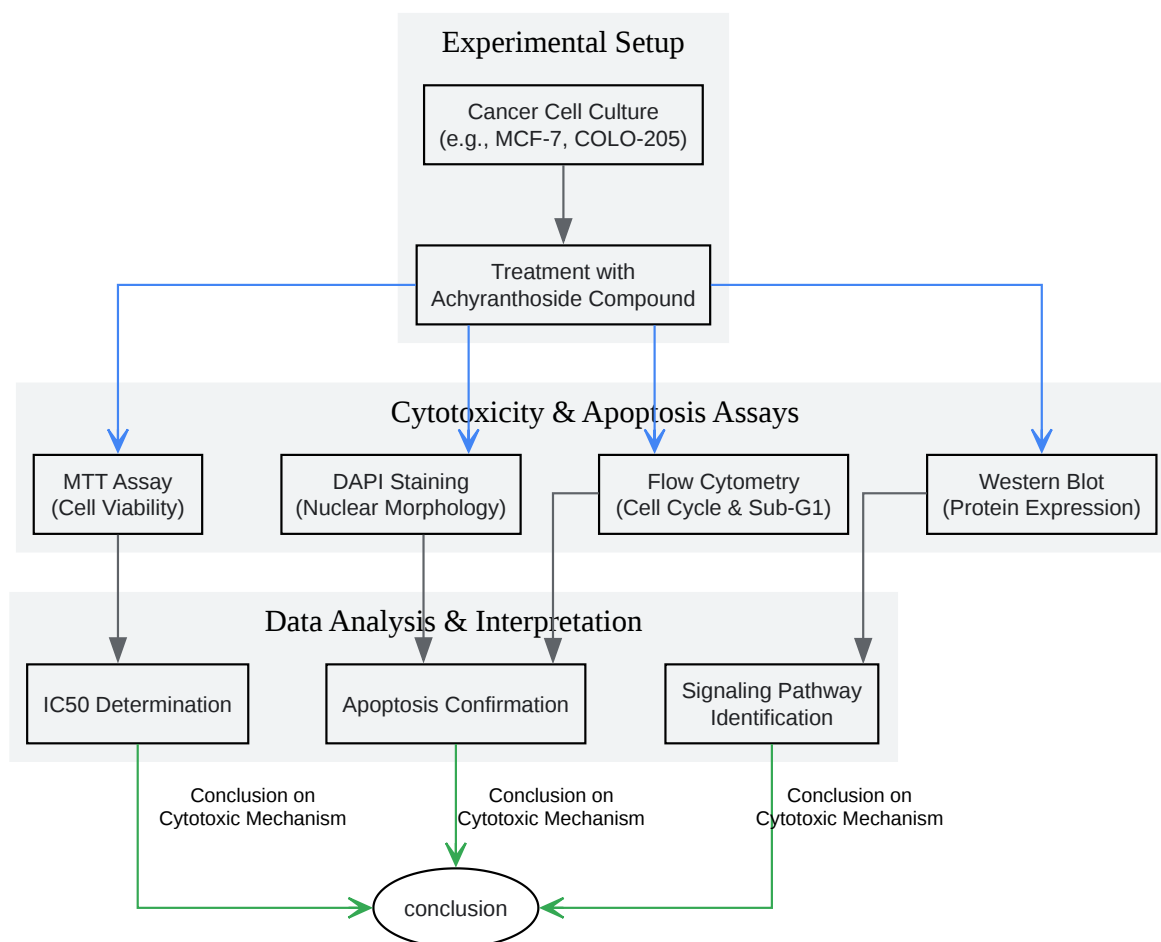 Experimental Setup
Cancer Cell Culture
(e.g., MCF-7, COLO-205)
Treatment with
Achyranthoside Compound
Cytotoxicity & Apoptosis Assays
MTT Assay
(Cell Viability)
DAPI Staining
(Nuclear Morphology)
Flow Cytometry
(Cell Cycle & Sub-G1)
Western Blot
(Protein Expression)
Data Analysis & Interpretation
IC50 Determination
Apoptosis Confirmation
Signaling Pathway
Identification
Conclusion on
Cytotoxic Mechanism
Conclusion on
Cytotoxic Mechanism
Conclusion on
Cytotoxic Mechanism
conclusion